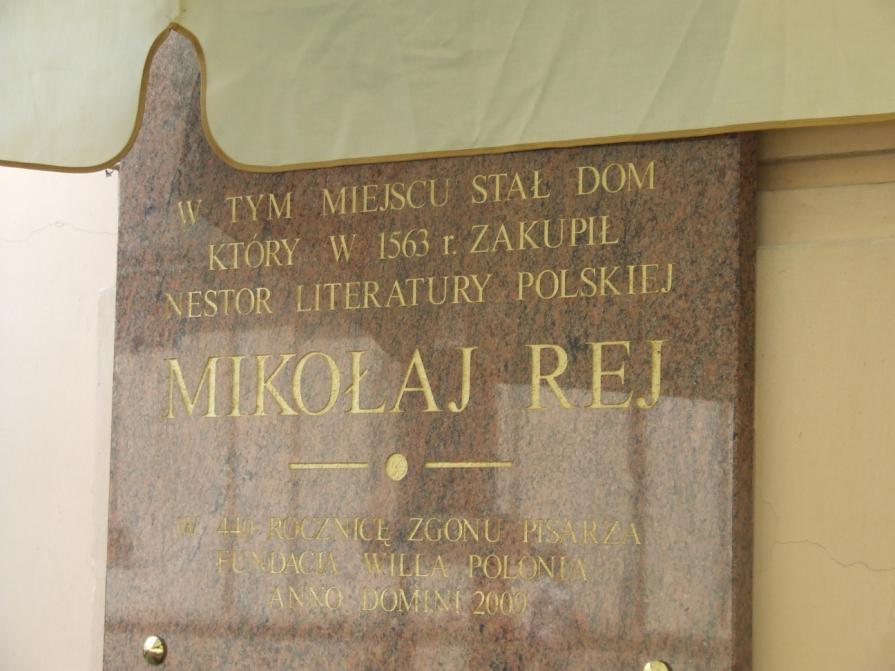 W TYM MIEJSCU STAŁ DOM
KTÓRY W 1563 r. ZAKUPIŁ
NESTOR LITERATURY POLSKIEJ
MIKOŁAJ REJ
W 440 ROCZNICĘ ZGONU PISARZA
FUNDACJA WILLA POLONIA
ANNO DOMINI 2009